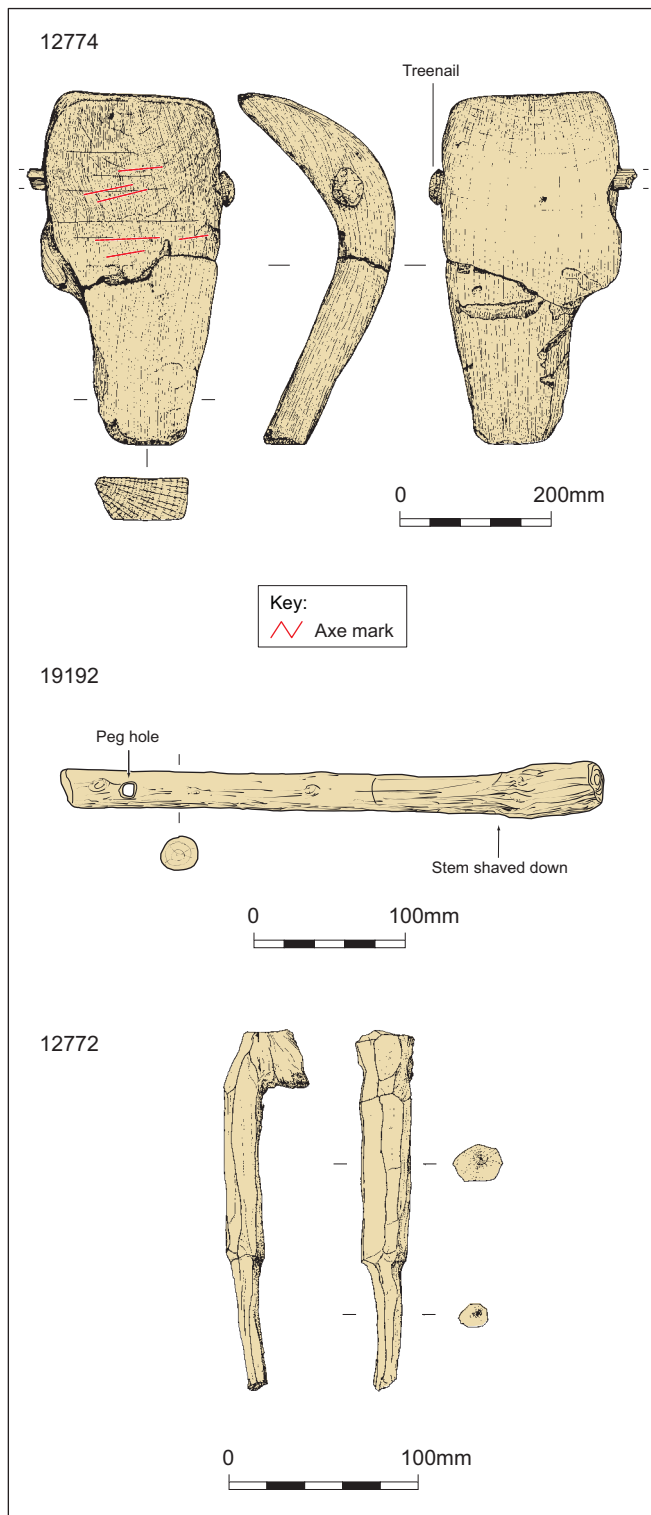 12774
Treenail
0 200mm
Key:
Axe mark
19192
Peg hole
Stem shaved down
0 100mm
12772
0 100mm